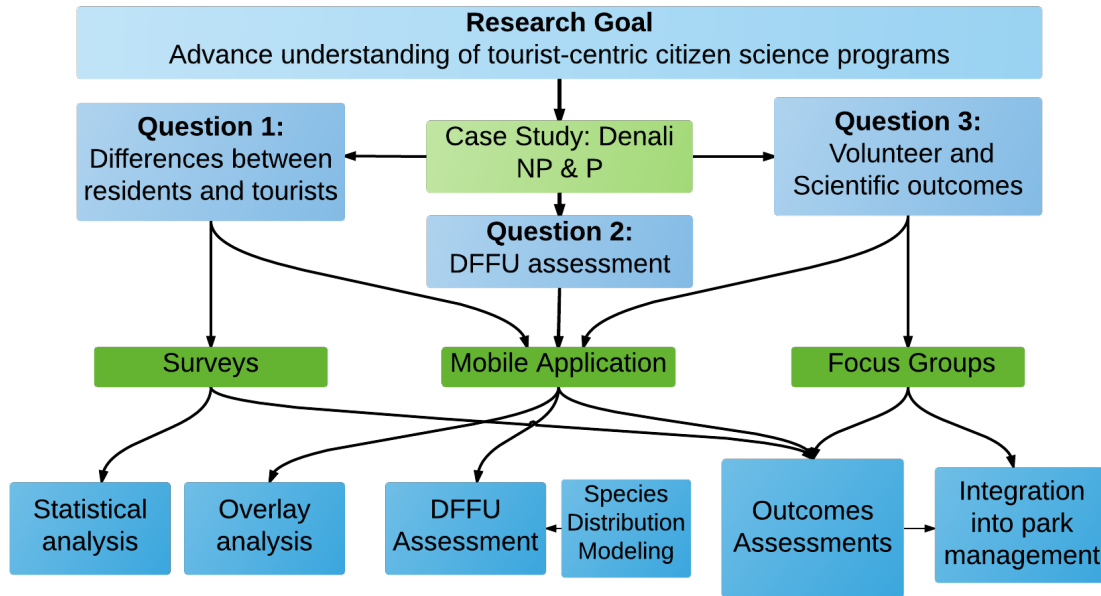 Research Goal
Advance understanding of tourist-centric citizen science programs
Question 1:
Differences between
residents and tourists
Case Study: Denali
NP & P
Question 3:
Volunteer and
Scientific outcomes
Question 2:
DFFU assessment
Surveys
Mobile Application
Focus Groups
Statistical
analysis
Overlay
analysis
DFFU
Assessment
Species
Distribution
Modeling
Outcomes
Assessments
Integration
into park
management